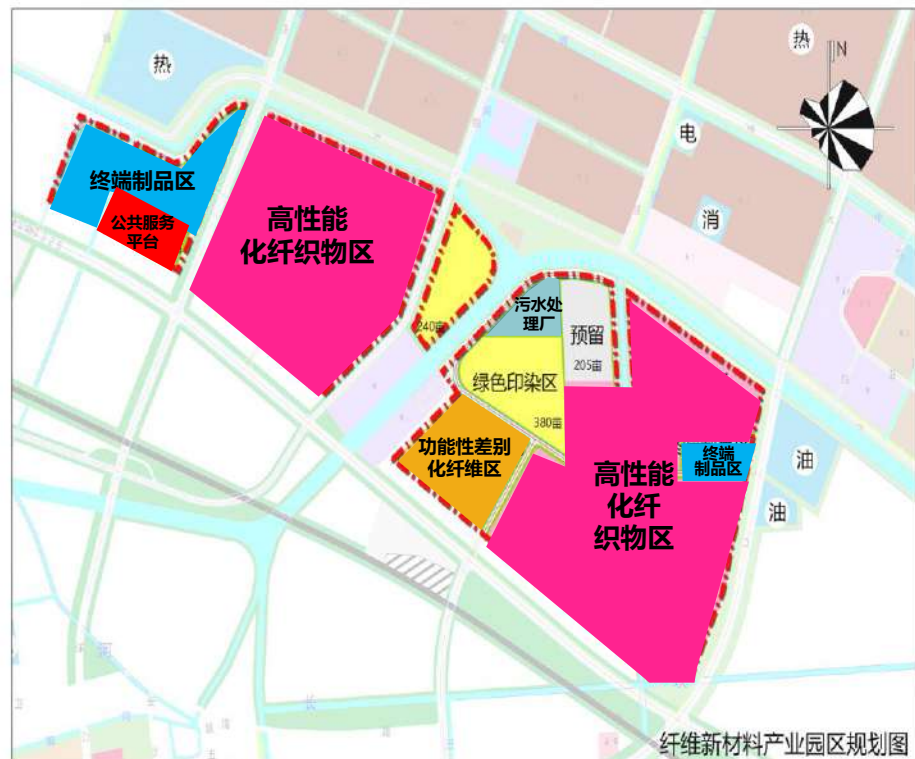 热
热
N
电
消
终端制品区
公共服务
平台
高性能
化纤织物区
240亩
污水处
理厂
预留
205亩
绿色印染区
380亩
功能性差别
化纤维区
高性能
化纤
织物区
终端
制品区
油
油
河
长
纤维新材料产业园区规划图